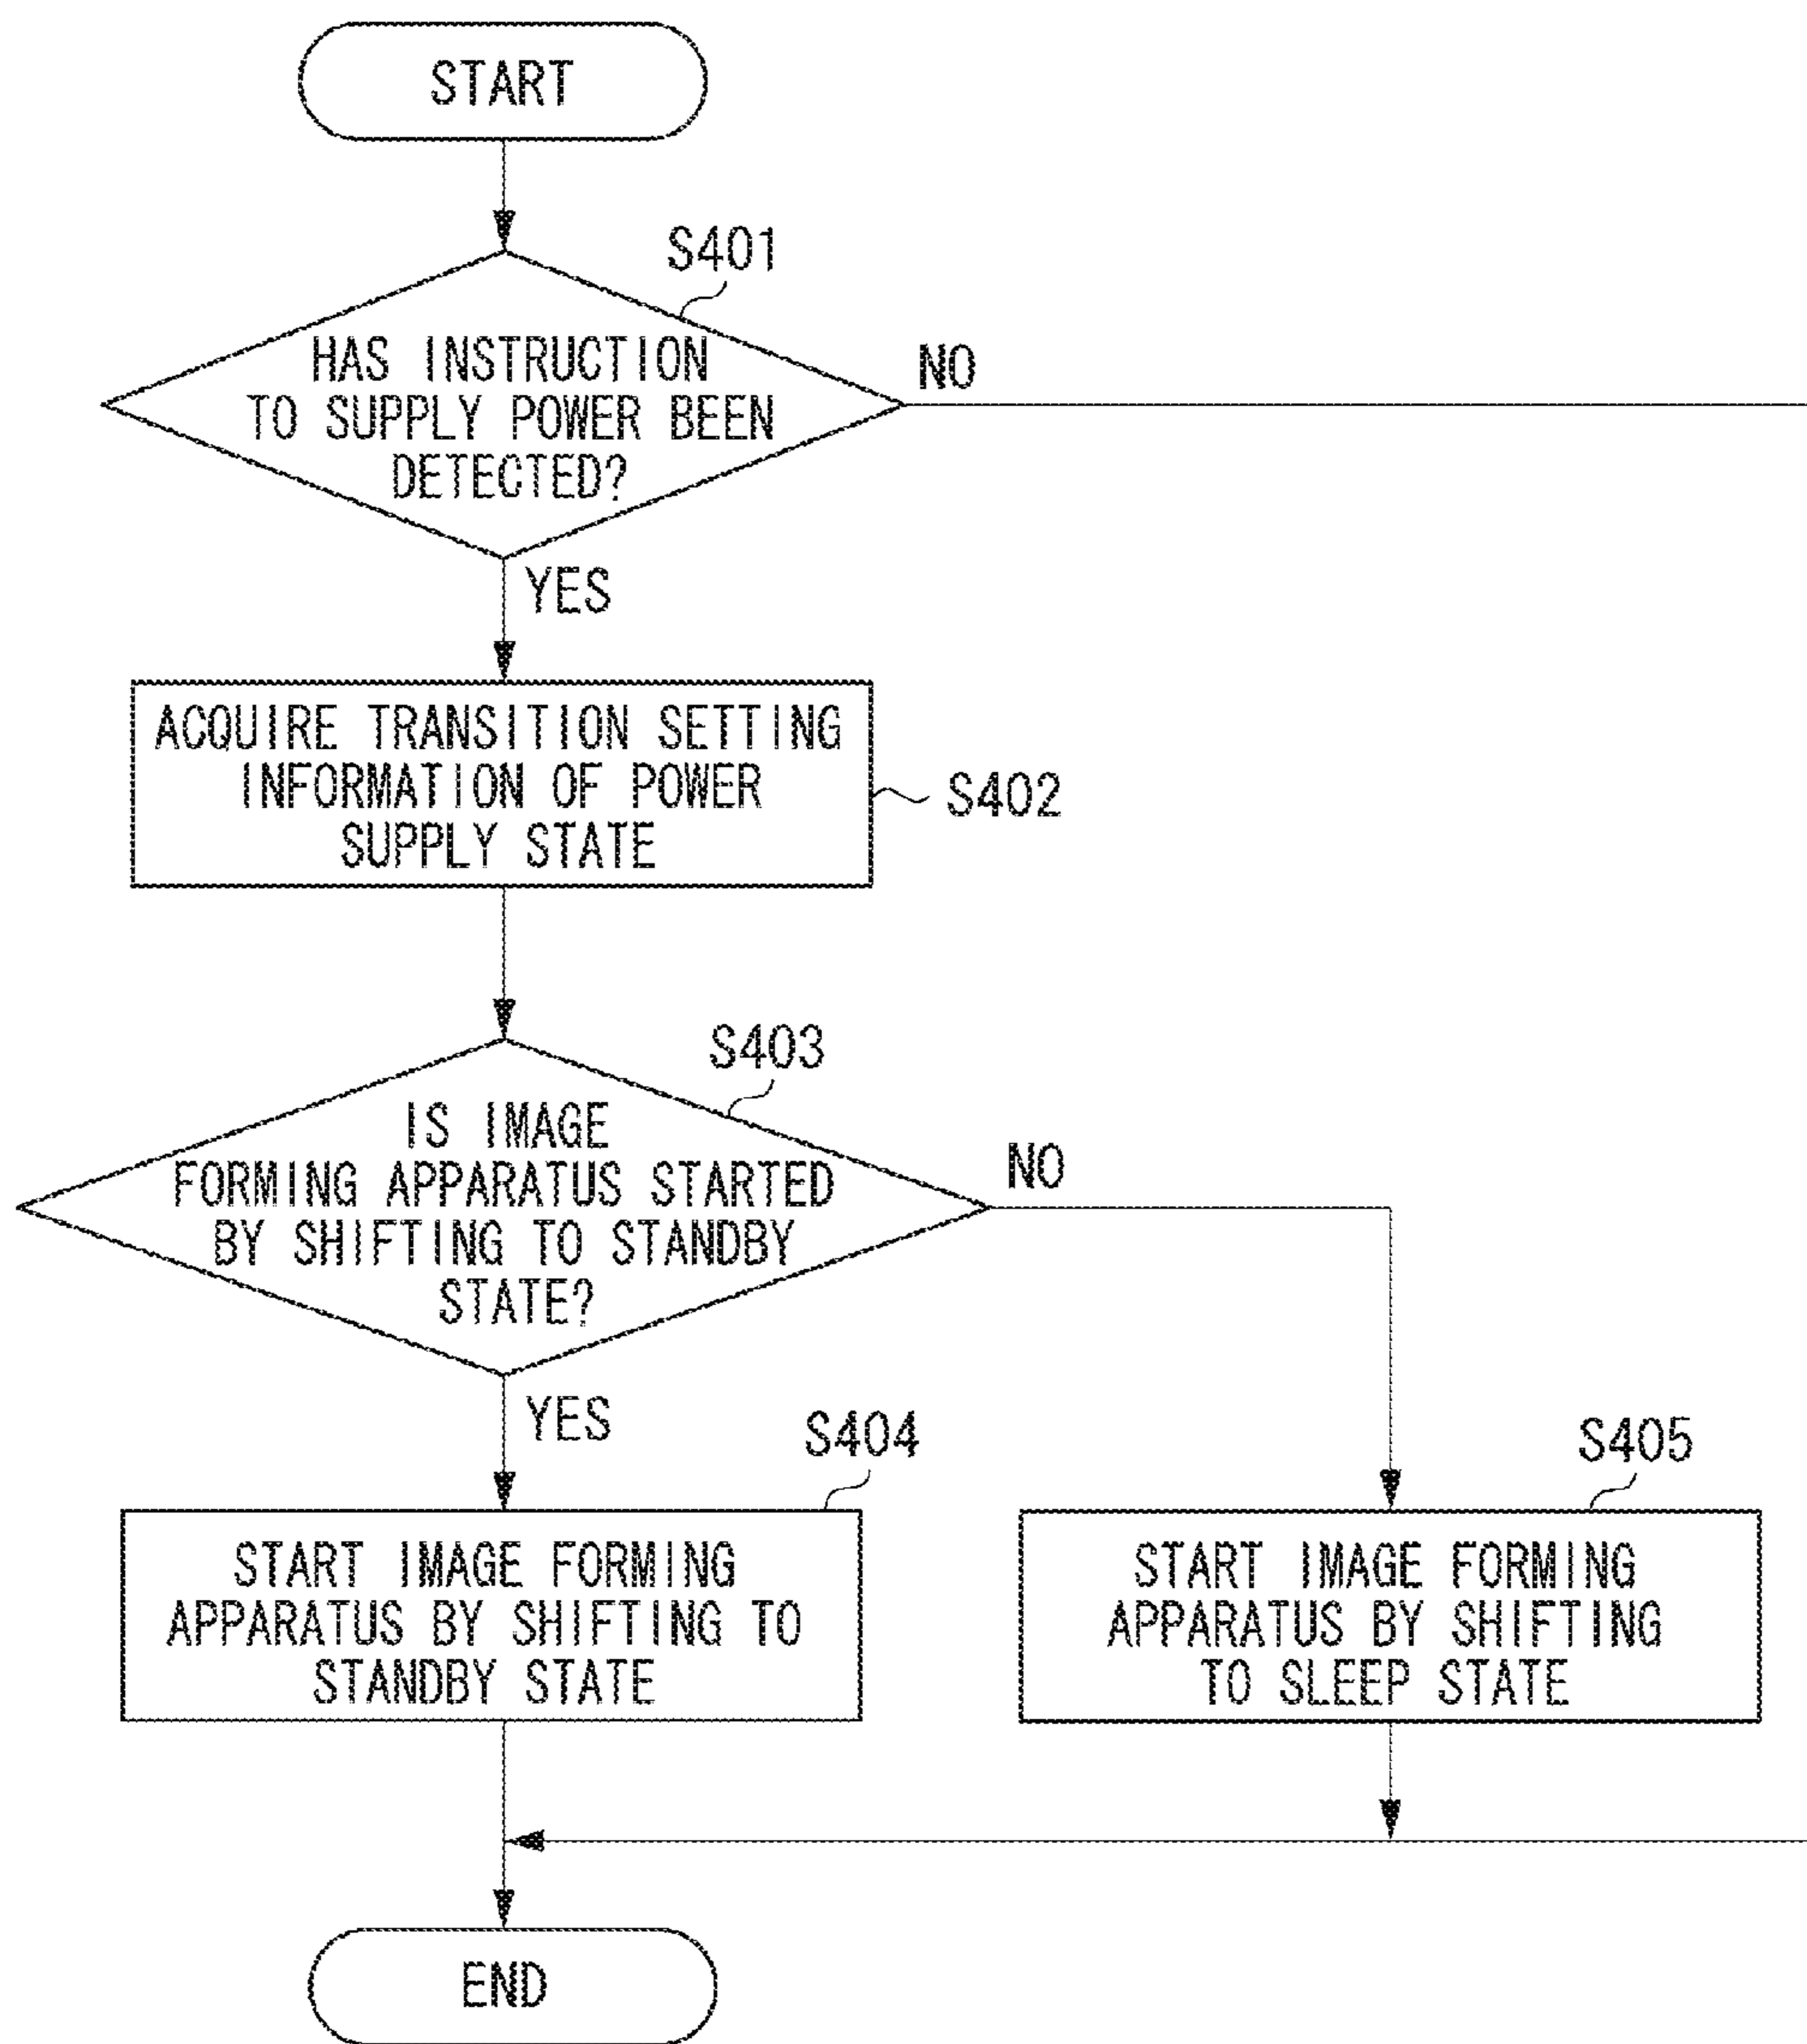 START
S401
HAS INSTRUCTION
TO SUPPLY POWER BEEN
DETECTED?
NO
YES
ACQUIRE TRANSITION SETTING
INFORMATION OF POWER
SUPPLY STATE
S402
S403
IS IMAGE
FORMING APPARATUS STARTED
BY SHIFTING TO STANDBY
STATE?
NO
YES
S404
START IMAGE FORMING
APPARATUS BY SHIFTING TO
STANDBY STATE
S405
START IMAGE FORMING
APPARATUS BY SHIFTING
TO SLEEP STATE
END